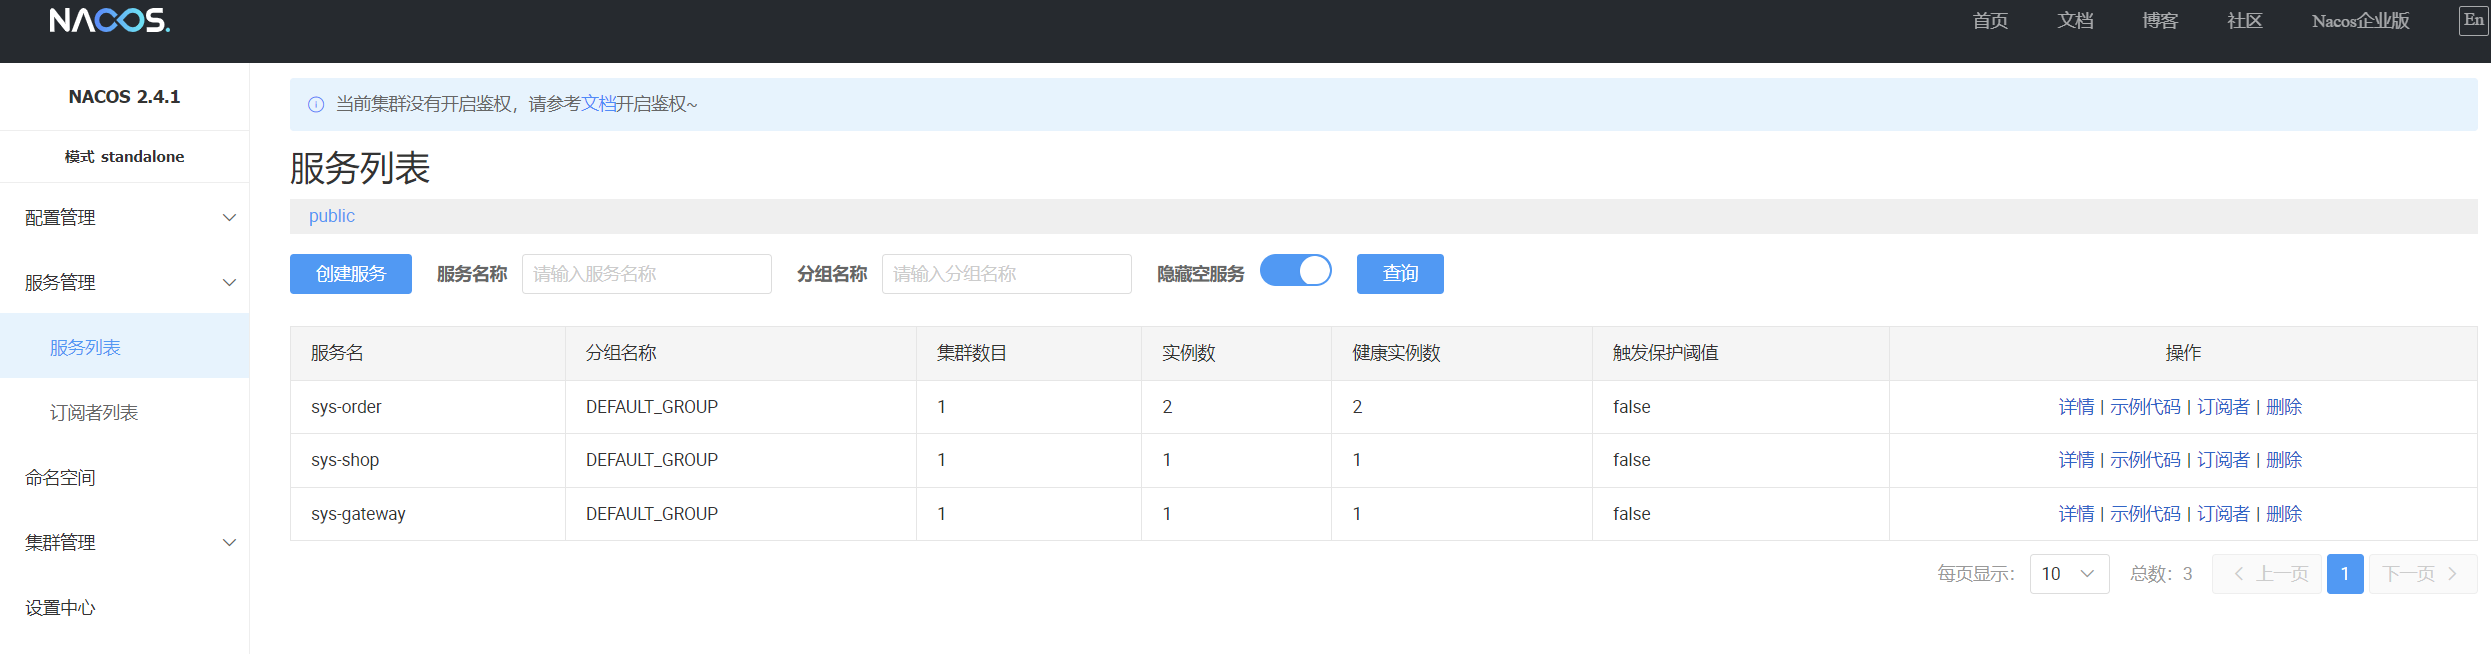 NACOS.
首页 文档 博客 社区 Nacos企业版 En
NACOS 2.4.1
模式 standalone
配置管理
服务管理
服务列表
订阅者列表
命名空间
集群管理
设置中心
当前集群没有开启鉴权，请参考文档开启鉴权~
服务列表
public
创建服务 服务名称 请输入服务名称 分组名称 请输入分组名称 隐藏空服务 查询
服务名 分组名称 集群数目 实例数 健康实例数 触发保护阈值 操作
sys-order DEFAULT_GROUP 1 2 2 false 详情 | 示例代码 | 订阅者 | 删除
sys-shop DEFAULT_GROUP 1 1 1 false 详情 | 示例代码 | 订阅者 | 删除
sys-gateway DEFAULT_GROUP 1 1 1 false 详情 | 示例代码 | 订阅者 | 删除
每页显示： 10 总数：3 上一页 1 下一页